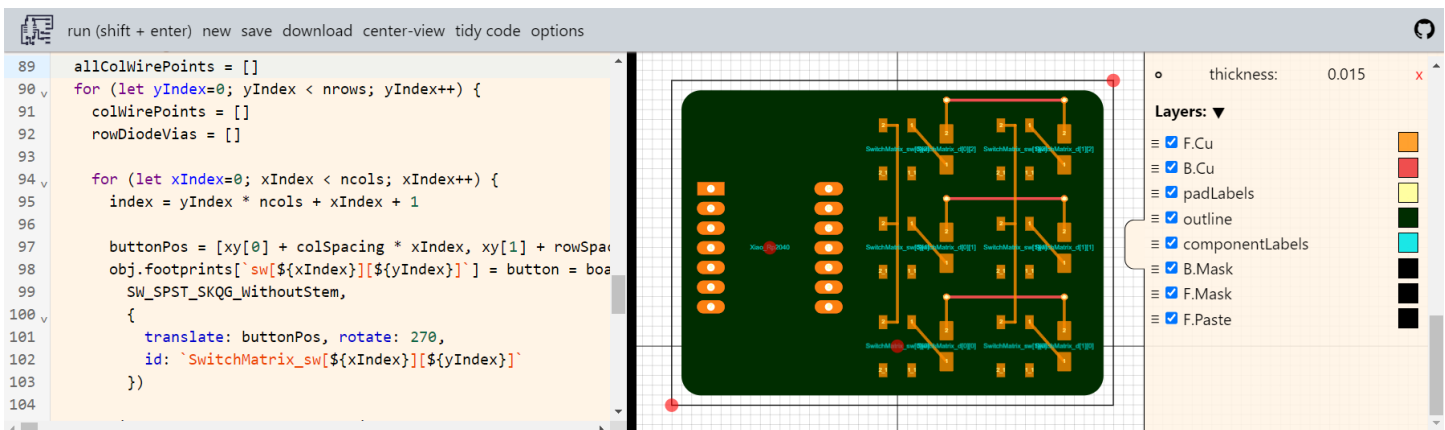 run (shift + enter) new save download center-view tidy code options
89 allColWirePoints = []
90 for (let yIndex=0; yIndex < nrows; yIndex++) {
91 colWirePoints = []
92 rowDiodeVias = []
93
94 for (let xIndex=0; xIndex < ncols; xIndex++) {
95 index = yIndex * ncols + xIndex + 1
96
97 buttonPos = [xy[0] + colSpacing * xIndex, xy[1] + rowSpac
98 obj.footprints[`sw[${xIndex}][${yIndex}]`] = button = boa
99 SW_SPST_SKQG_WithoutStem,
100 {
101 translate: buttonPos, rotate: 270,
102 id: `SwitchMatrix_sw[${xIndex}][${yIndex}]`
103 })
104
thickness: 0.015 x
Layers: ▼
F.Cu
B.Cu
padLabels
outline
componentLabels
B.Mask
F.Mask
F.Paste